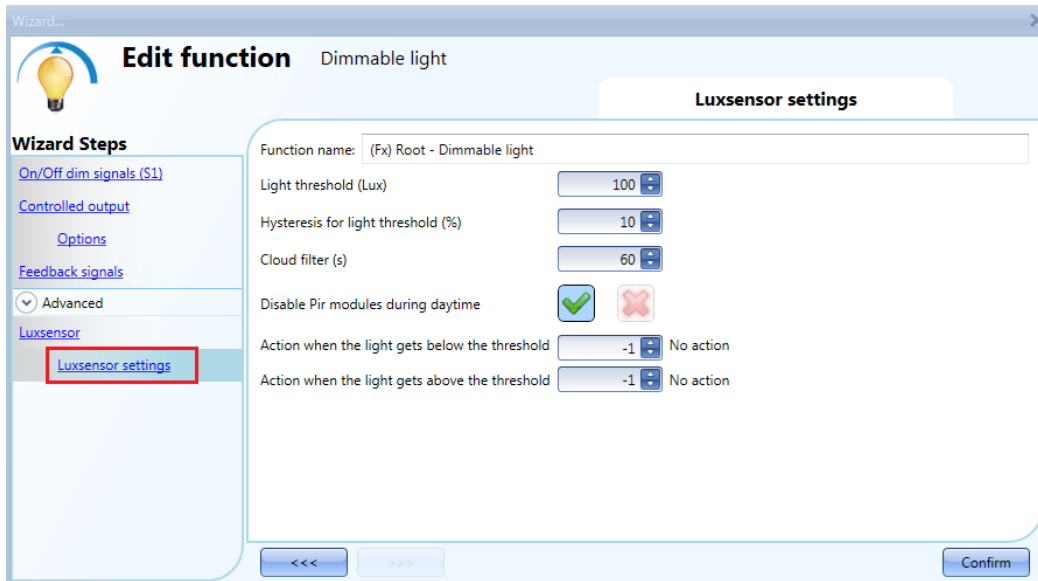 Wizard...
Edit function Dimmable light
Luxsensor settings
Wizard Steps
On/Off dim signals (S1)
Controlled output
Options
Feedback signals
Advanced
Luxsensor
Luxsensor settings
Function name: (Fx) Root - Dimmable light
Light threshold (Lux) 100
Hysteresis for light threshold (%) 10
Cloud filter (s) 60
Disable Pir modules during daytime
Action when the light gets below the threshold -1 No action
Action when the light gets above the threshold -1 No action
<<< >>> Confirm